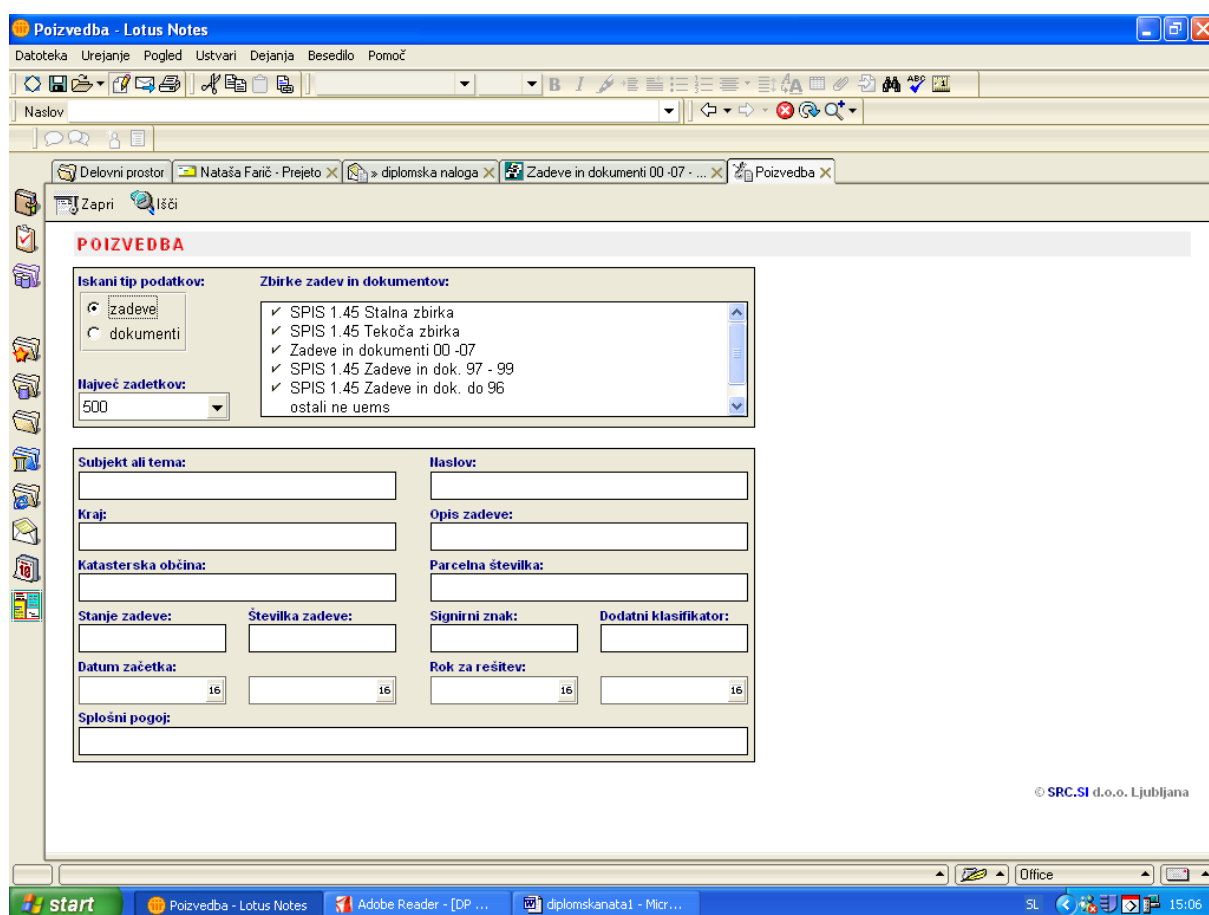 Poizvedba - Lotus Notes
Datoteka Urejanje Pogled Ustvari Dejanja Besedilo Pomoč
B I
ABC
1
Naslov
Delovni prostor Nataša Farič - Prejeto » diplomska naloga Zadeve in dokumenti 00 -07 - ... Poizvedba
Zapri Išči
POIZVEDBA
Iskani tip podatkov: Zbirke zadev in dokumentov:
zadeve
dokumenti
SPIS 1.45 Stalna zbirka
SPIS 1.45 Tekoča zbirka
Zadeve in dokumenti 00 -07
SPIS 1.45 Zadeve in dok. 97 - 99
SPIS 1.45 Zadeve in dok. do 96
ostali ne uems
Največ zadetkov:
500
Subjekt ali tema: Naslov:
Kraj: Opis zadeve:
Katasterska občina: Parcelna številka:
Stanje zadeve: Številka zadeve: Signirni znak: Dodatni klasifikator:
Datum začetka: Rok za rešitev:
16 16 16 16
Splošni pogoj:
© SRC.SI d.o.o. Ljubljana
Office
start Poizvedba - Lotus Notes Adobe Reader - [DP ... diplomskanata1 - Micr... SL 15:06